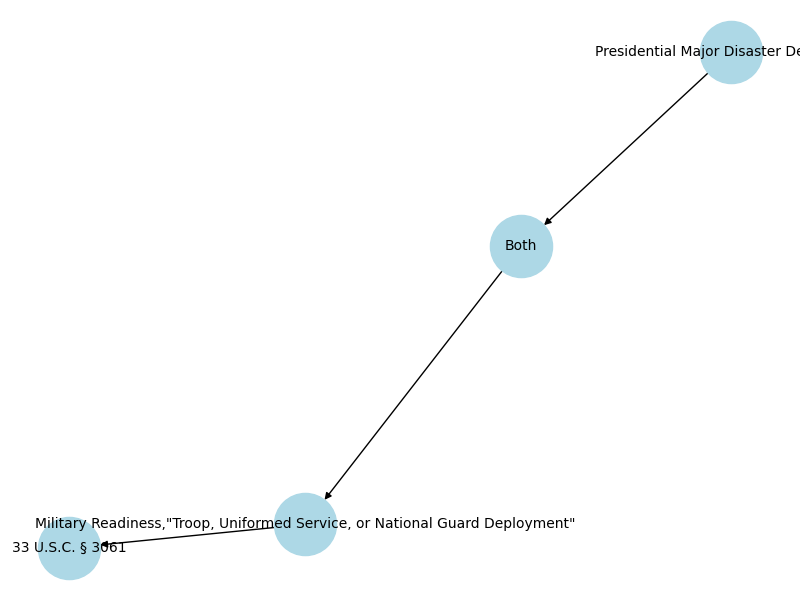 Presidential Major Disaster De
Both
Military Readiness,"Troop, Uniformed Service, or National Guard Deployment"
33 U.S.C. § 3061